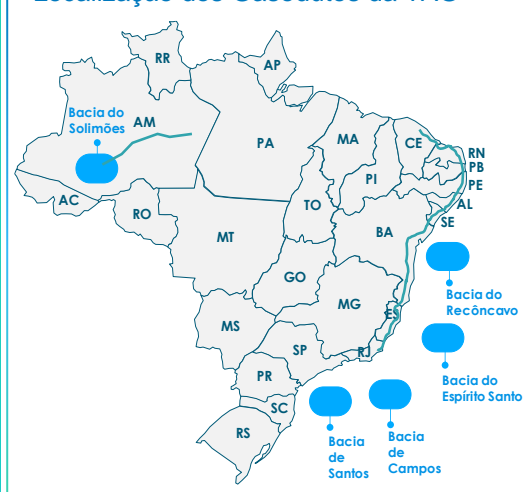 RR
AP
Bacia do
Solimões
AM
PA
MA
CE
RN
PB
PE
AL
SE
PI
AC
RO
TO
BA
MT
GO
MG
ES
MS
SP
RJ
PR
SC
RS
Bacia do
Recôncavo
Bacia do
Espírito Santo
Bacia
de
Campos
Bacia
de
Santos